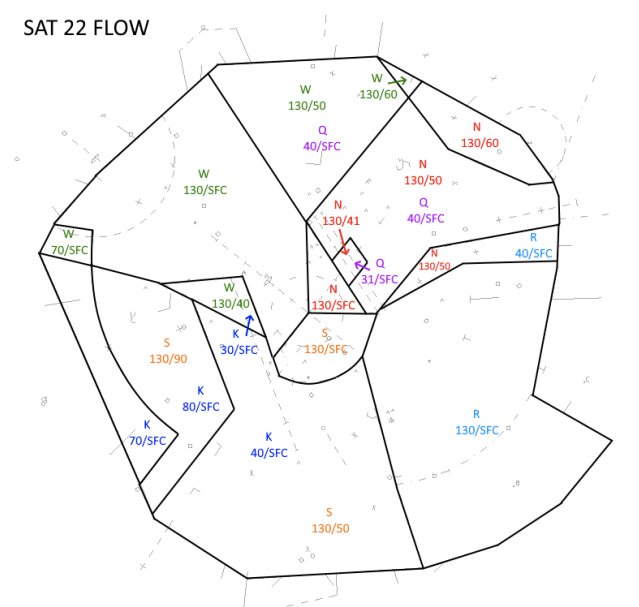 SAT 22 FLOW
W
130/60
W
130/50
Q
40/SFC
N
130/60
N
130/50
Q
40/SFC
W
130/SFC
N
130/41
W
70/SFC
R
40/SFC
N
130/50
Q
31/SFC
W
130/40
N
130/SFC
K
30/SFC
S
130/SFC
S
130/90
K
80/SFC
K
70/SFC
K
40/SFC
R
130/SFC
S
130/50